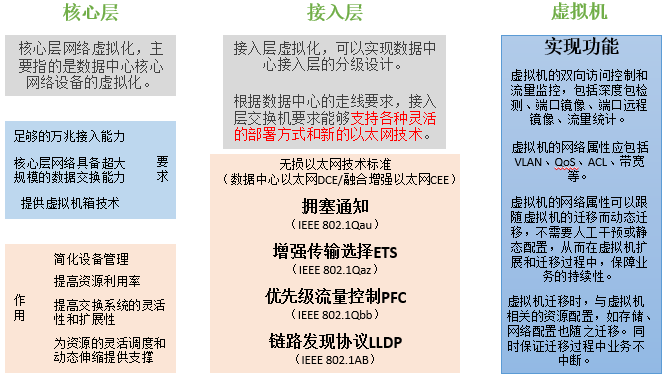 核心层
核心层网络虚拟化，主
要指的是数据中心核心
网络设备的虚拟化。
足够的万兆接入能力
核心层网络具备超大
规模的数据交换能力
提供虚拟机箱技术
要
求
作
用
简化设备管理
提高资源利用率
提高交换系统的灵活
性和扩展性
为资源的灵活调度和
动态伸缩提供支撑
接入层
接入层虚拟化，可以实现数据中
心接入层的分级设计。
根据数据中心的走线要求，接入
层交换机要求能够支持各种灵活
的部署方式和新的以太网技术。
无损以太网技术标准
（数据中心以太网DCE/融合增强以太网CEE）
拥塞通知
（IEEE 802.1Qau）
增强传输选择ETS
（IEEE 802.1Qaz）
优先级流量控制PFC
（IEEE 802.1Qbb）
链路发现协议LLDP
（IEEE 802.1AB）
虚拟机
实现功能
虚拟机的双向访问控制和
流量监控，包括深度包检
测、端口镜像、端口远程
镜像、流量统计。
虚拟机的网络属性应包括
VLAN、QoS、ACL、带宽
等。
虚拟机的网络属性可以跟
随虚拟机的迁移而动态迁
移，不需要人工干预或静
态配置，从而在虚拟机扩
展和迁移过程中，保障业
务的持续性。
虚拟机迁移时，与虚拟机
相关的资源配置，如存储、
网络配置也随之迁移。同
时保证迁移过程中业务不
中断。